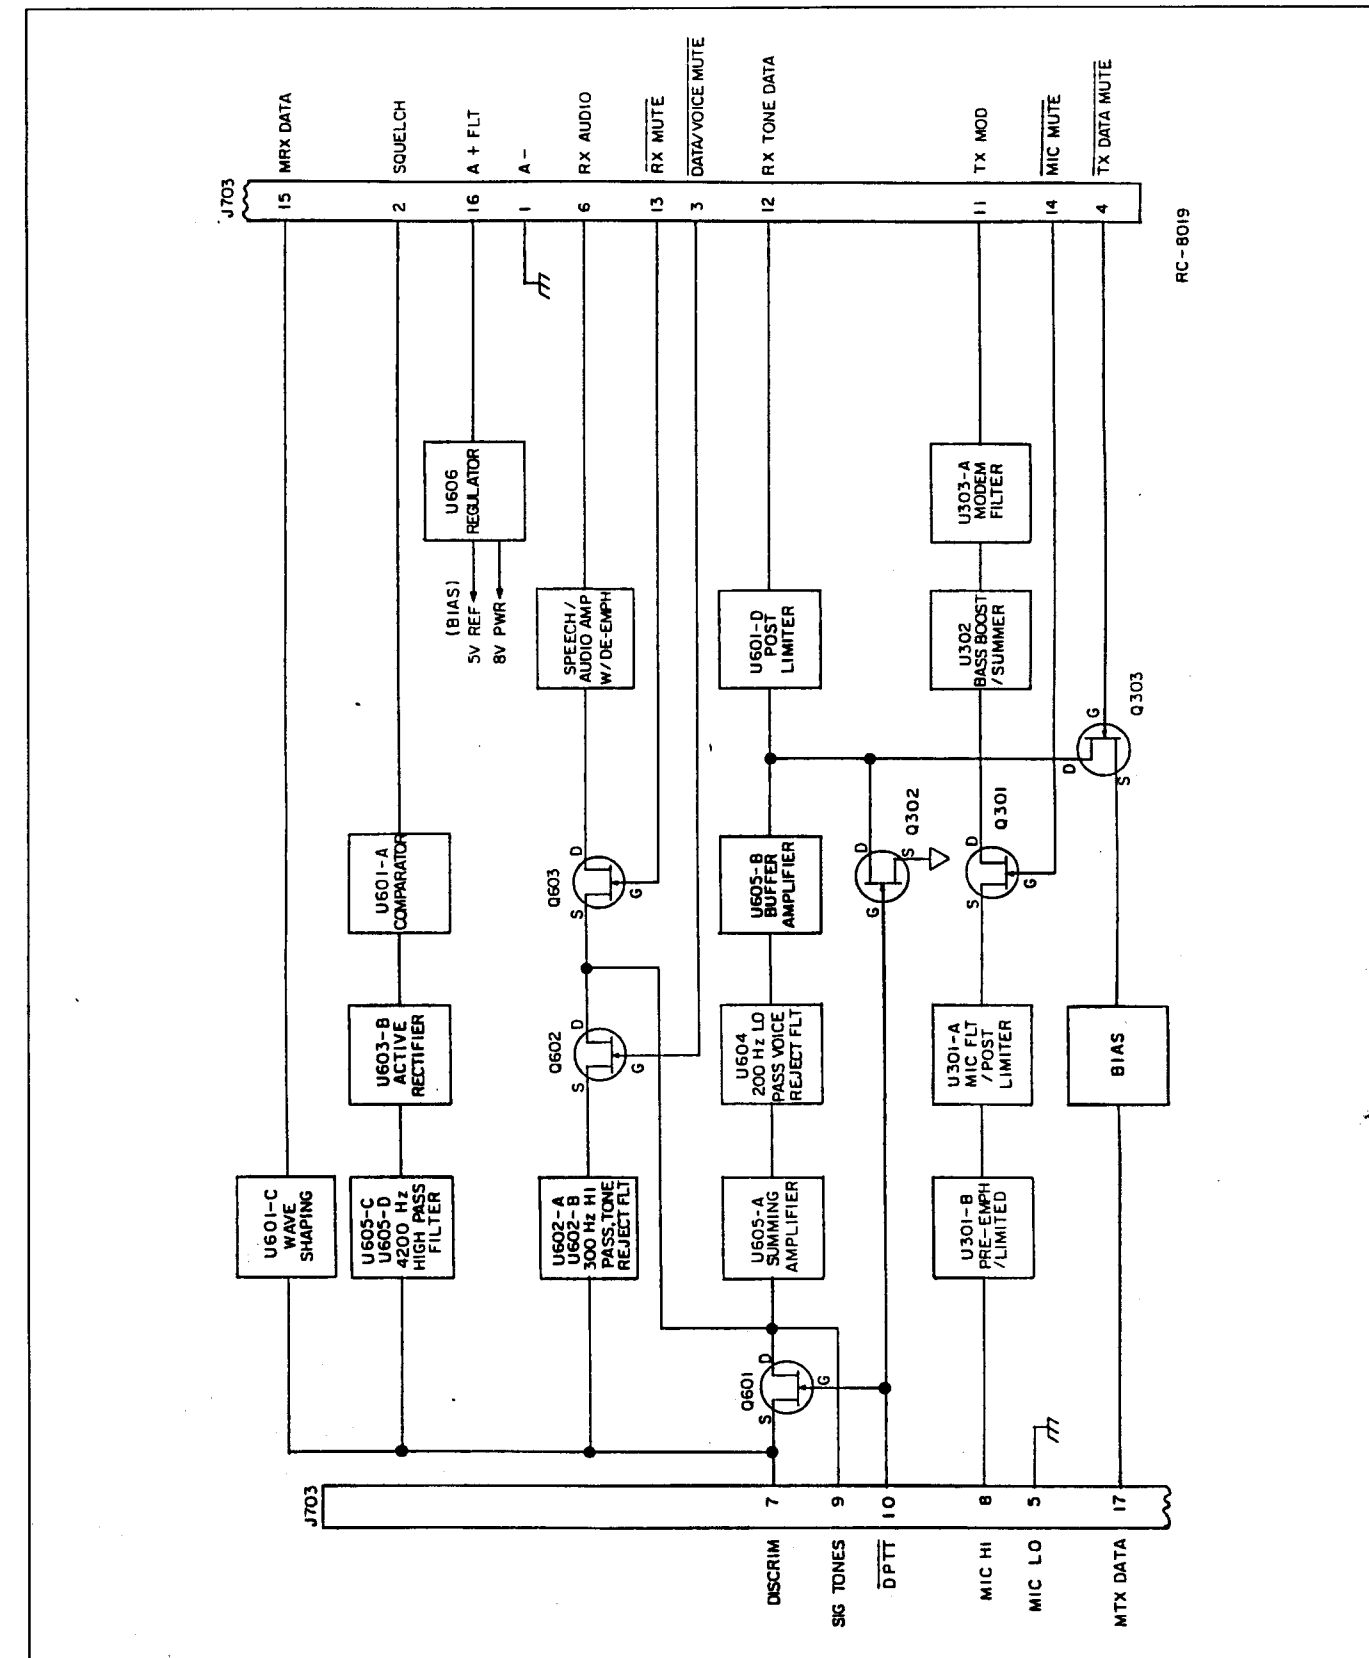 J703
15 MRX DATA
2 SQUELCH
16 A + FLT
1 A -
6 RX AUDIO
13 RX MUTE
3 DATA/VOICE MUTE
12 RX TONE DATA
11 TX MOD
14 MIC MUTE
4 TX DATA MUTE
RC-8019
U601-C
WAVE
SHAPING
U605-C
U605-D
4200 Hz
HIGH PASS
FILTER
U603-B
ACTIVE
RECTIFIER
U601-A
COMPARATOR
U606
REGULATOR
(BIAS)
5V REF
8V PWR
U602-A
U602-B
300 Hz HI
PASS, TONE
REJECT FLT
Q602
S
D
G
Q603
S
D
G
SPEECH/
AUDIO AMP
W/DE-EMPH
Q601
S
D
G
U605-A
SUMMING
AMPLIFIER
U604
200 Hz LO
PASS VOICE
REJECT FLT
U605-B
BUFFER
AMPLIFIER
U601-D
POST
LIMITER
Q302
G
D
S
U301-B
PRE-EMPH
/LIMITED
U301-A
MIC FLT
/POST
LIMITER
Q301
S
D
G
U302
BASS BOOST
/SUMMER
U303-A
MODEM
FILTER
BIAS
Q303
D
G
S
J703
DISCRIM 7
SIG TONES 9
DPTT 10
MIC HI 8
MIC LO 5
MTX DATA 17